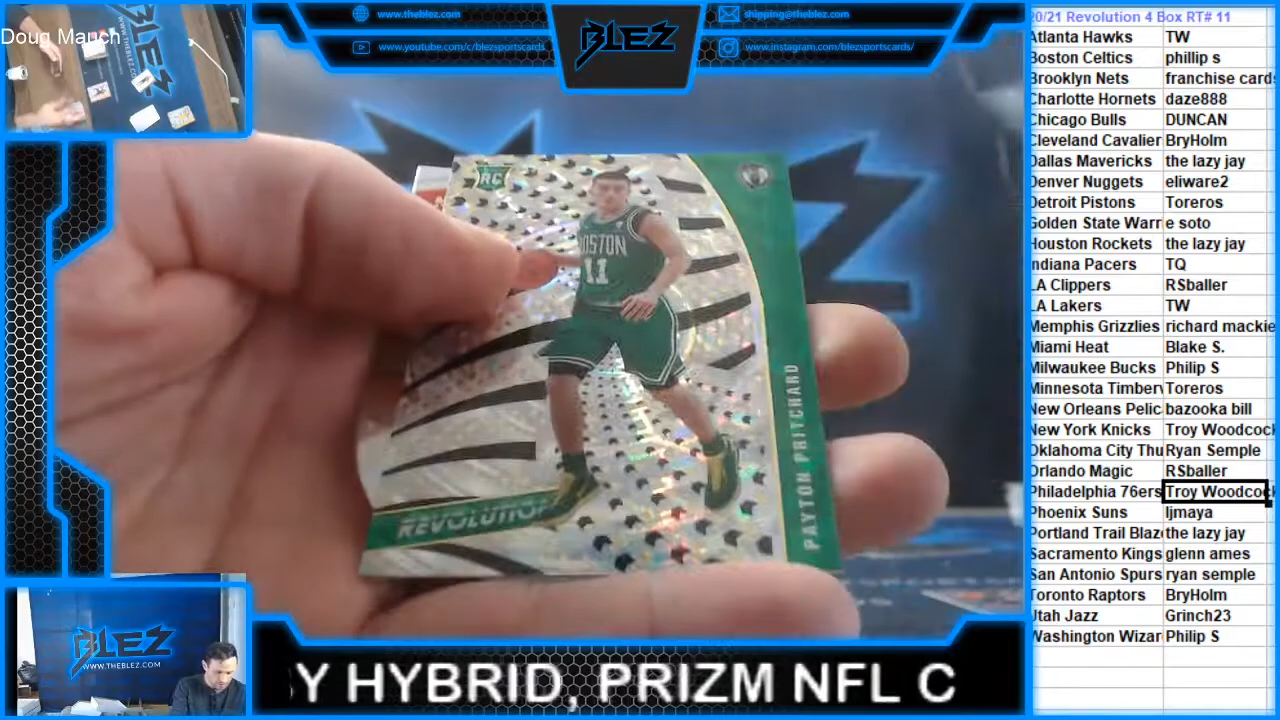 Doug Mauch
www.theblez.com
www.youtube.com/c/blezsportscards
BLEZ
shipping@theblez.com
www.instagram.com/blezsportscards/
RC
BOSTON
11
REVOLUTION
PAYTON PRITCHARD
BLEZ
WWW.THEBLEZ.COM
Y HYBRID, PRIZM NFL C
20/21 Revolution 4 Box RT# 11
Atlanta Hawks TW
Boston Celtics phillip s
Brooklyn Nets franchise cards
Charlotte Hornets daze888
Chicago Bulls DUNCAN
Cleveland Cavalier BryHolm
Dallas Mavericks the lazy jay
Denver Nuggets eliware2
Detroit Pistons Toreros
Golden State Warr e soto
Houston Rockets the lazy jay
Indiana Pacers TQ
LA Clippers RSballer
LA Lakers TW
Memphis Grizzlies richard mackie
Miami Heat Blake S.
Milwaukee Bucks Philip S
Minnesota Timberv Toreros
New Orleans Pelic bazooka bill
New York Knicks Troy Woodcock
Oklahoma City Thu Ryan Semple
Orlando Magic RSballer
Philadelphia 76ers Troy Woodcock
Phoenix Suns ljmaya
Portland Trail Blaze the lazy jay
Sacramento Kings glenn ames
San Antonio Spurs ryan semple
Toronto Raptors BryHolm
Utah Jazz Grinch23
Washington Wizar Philip S